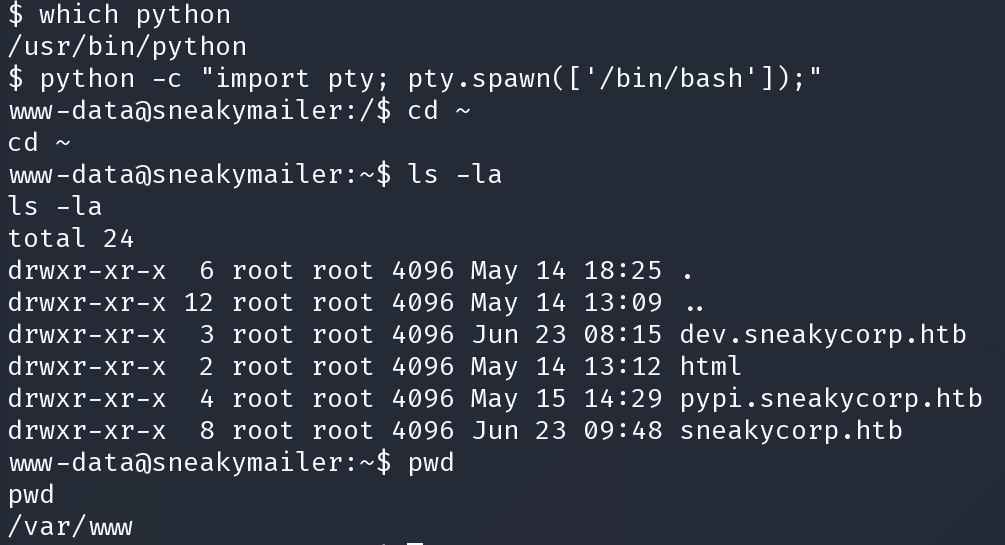 $ which python
/usr/bin/python
$ python -c "import pty; pty.spawn(['/bin/bash']);"
www-data@sneakymailer:/$ cd ~
cd ~
www-data@sneakymailer:~$ ls -la
ls -la
total 24
drwxr-xr-x  6 root root 4096 May 14 18:25 .
drwxr-xr-x 12 root root 4096 May 14 13:09 ..
drwxr-xr-x  3 root root 4096 Jun 23 08:15 dev.sneakycorp.htb
drwxr-xr-x  2 root root 4096 May 14 13:12 html
drwxr-xr-x  4 root root 4096 May 15 14:29 pypi.sneakycorp.htb
drwxr-xr-x  8 root root 4096 Jun 23 09:48 sneakycorp.htb
www-data@sneakymailer:~$ pwd
pwd
/var/www